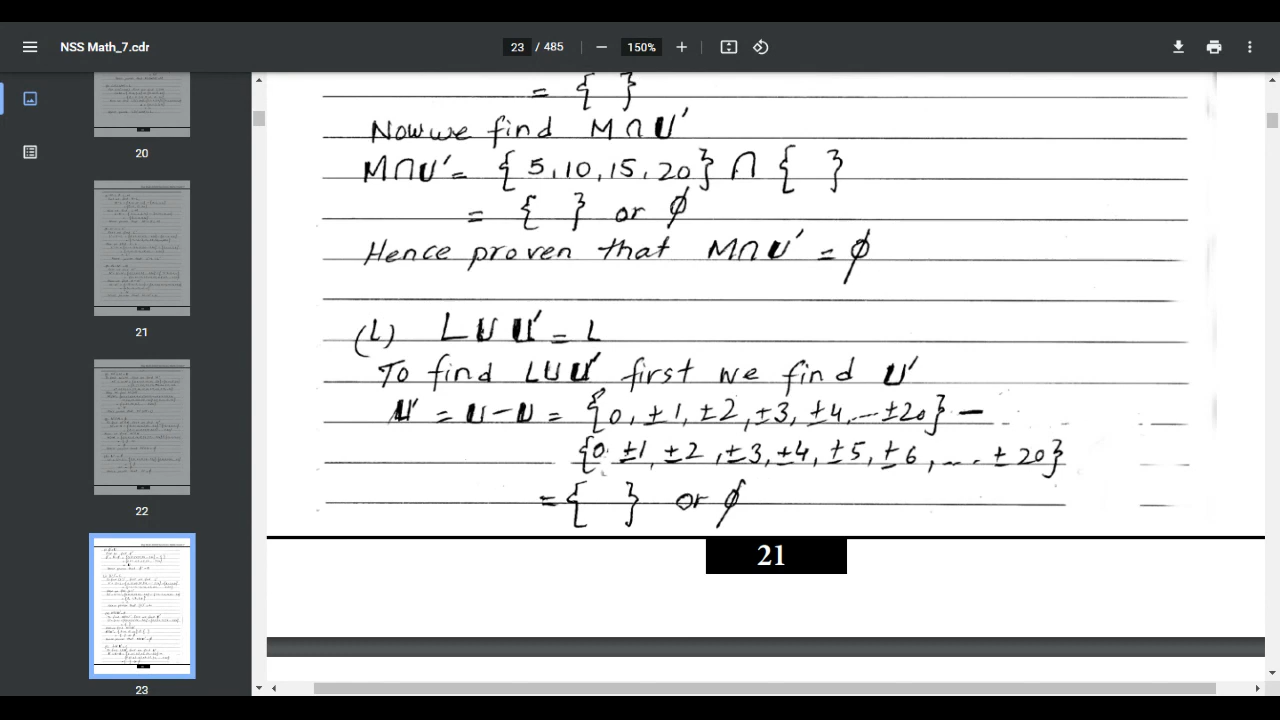 NSS Math_7.cdr
23 / 485
150%
20
21
22
23
= { }
Now we find M∩U′
M∩U′ = {5,10,15,20} ∩ { }
= { } or ϕ
Hence proven that M∩U′ = ϕ
(L) L∪U′ = L
To find L∪U′ first we find U′
U′ = U-U = {0, ±1, ±2, ±3, ±4, ... ±20} -
{0 ±1, ±2, ±3, ±4, ±5, ±6, .... ±20}
= { } or ϕ
21